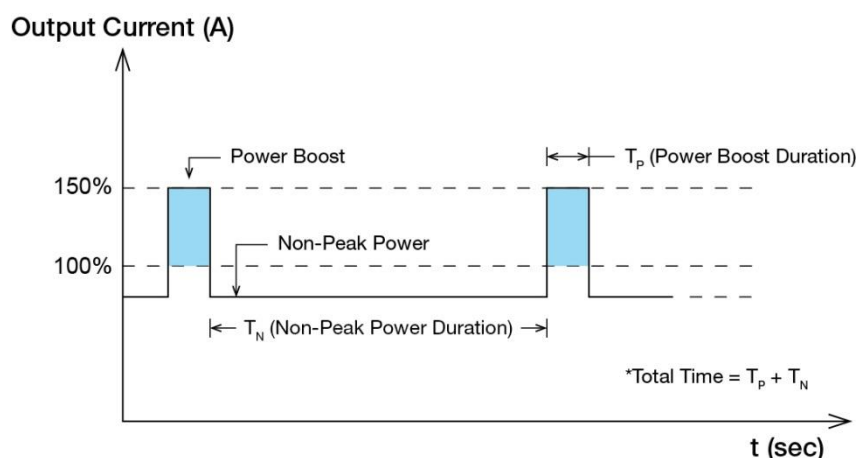 Output Current (A)
Power Boost
T_P (Power Boost Duration)
150%
Non-Peak Power
100%
T_N (Non-Peak Power Duration)
*Total Time = T_P + T_N
t (sec)